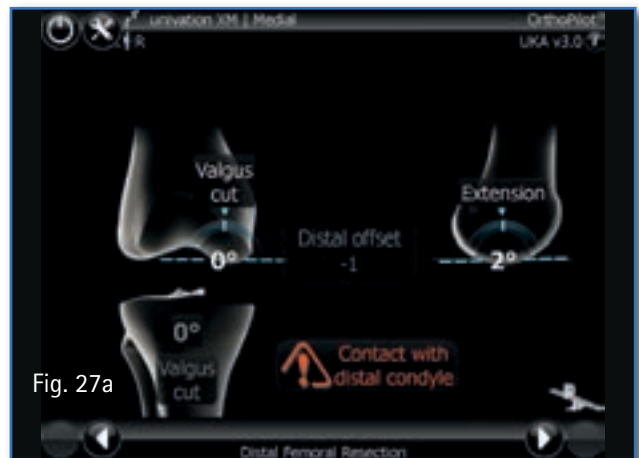 univation XM | Medial
OrthoPilot
R
UKA v3.0
Valgus
cut
Extension
Distal offset
-1
0°
2°
0°
Valgus
cut
Contact with
distal condyle
Fig. 27a
Distal Femoral Resection